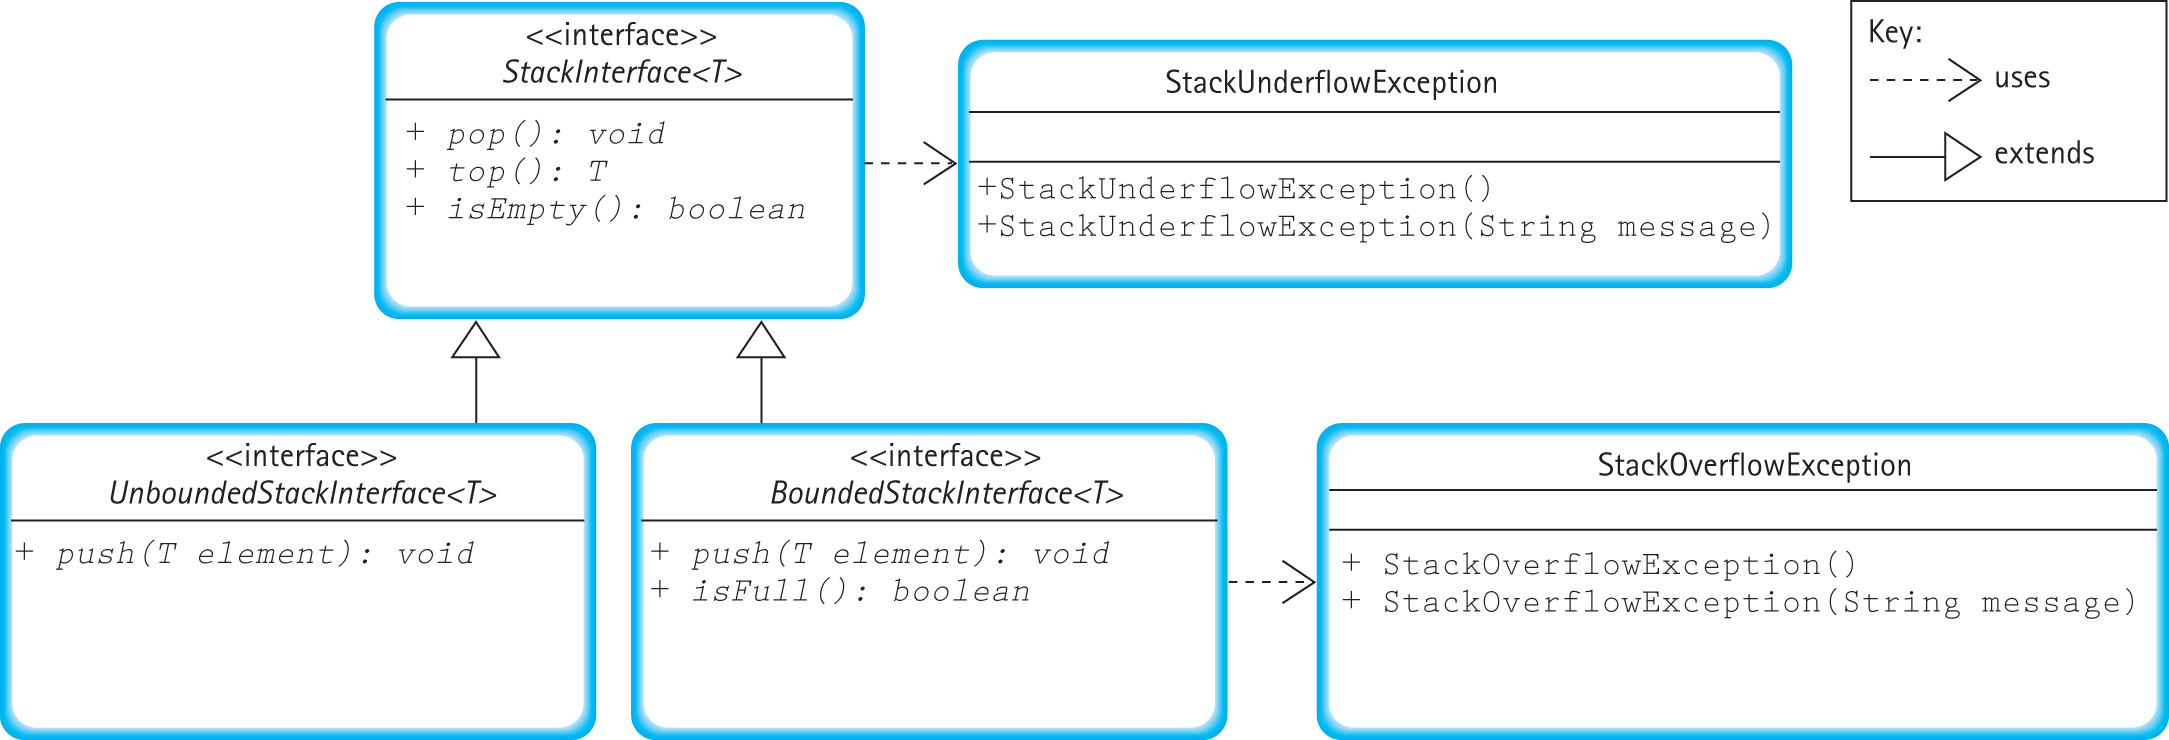 <<interface>>
StackInterface<T>
+ pop(): void
+ top(): T
+ isEmpty(): boolean
StackUnderflowException
+StackUnderflowException()
+StackUnderflowException(String message)
Key:
uses
extends
<<interface>>
UnboundedStackInterface<T>
+ push(T element): void
<<interface>>
BoundedStackInterface<T>
+ push(T element): void
+ isFull(): boolean
StackOverflowException
+ StackOverflowException()
+ StackOverflowException(String message)